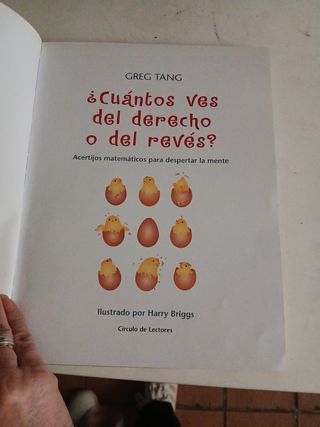 GREG TANG
¿Cuántos ves
del derecho
o del revés?
Acertijos matemáticos para despertar la mente
Ilustrado por Harry Briggs
Círculo de Lectores